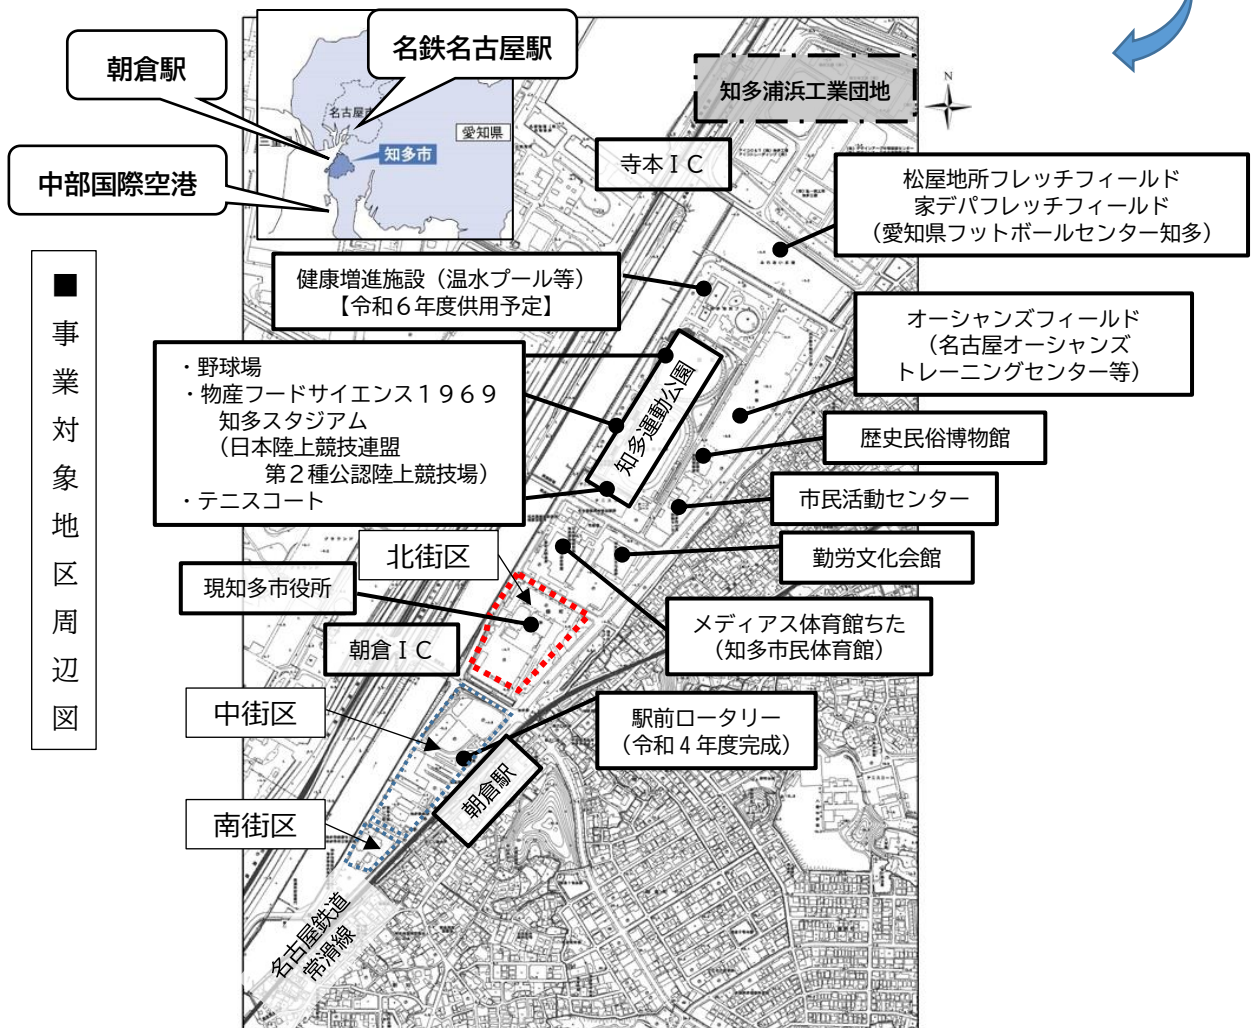 朝倉駅
名鉄名古屋駅
名古屋市
愛知県
三重県
知多市
中部国際空港
知多浦浜工業団地
N
寺本ＩＣ
松屋地所フレッチフィールド
家デパフレッチフィールド
（愛知県フットボールセンター知多）
■事業対象地区周辺図
健康増進施設（温水プール等）
【令和６年度供用予定】
オーシャンズフィールド
（名古屋オーシャンズ
トレーニングセンター等）
・野球場
・物産フードサイエンス１９６９
知多スタジアム
（日本陸上競技連盟
第２種公認陸上競技場）
・テニスコート
知多運動公園
歴史民俗博物館
市民活動センター
勤労文化会館
北街区
現知多市役所
朝倉ＩＣ
メディアス体育館ちた
（知多市民体育館）
中街区
駅前ロータリー
（令和４年度完成）
朝倉駅
南街区
名古屋鉄道
常滑線